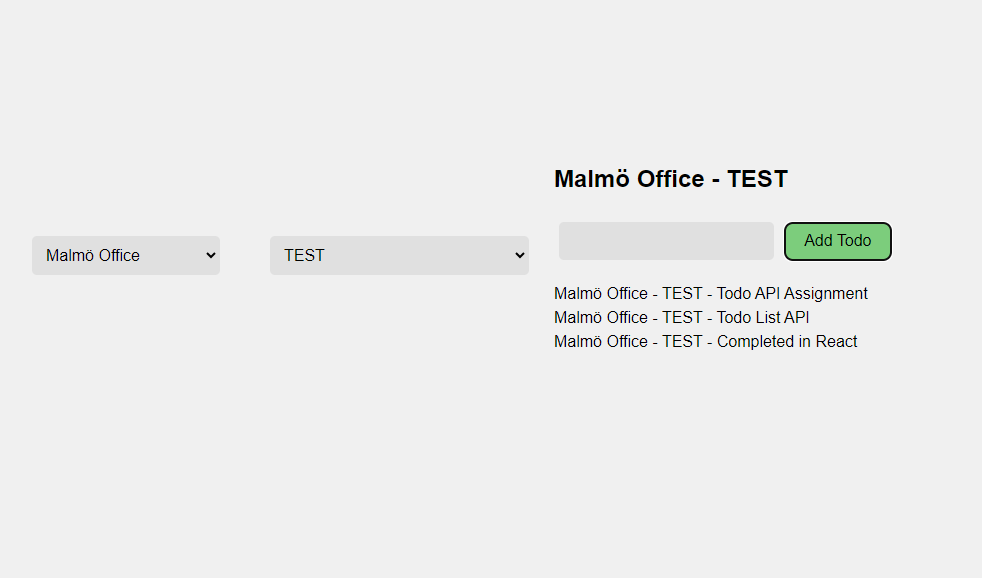 Malmö Office - TEST
Malmö Office
TEST
Add Todo
Malmö Office - TEST - Todo API Assignment
Malmö Office - TEST - Todo List API
Malmö Office - TEST - Completed in React